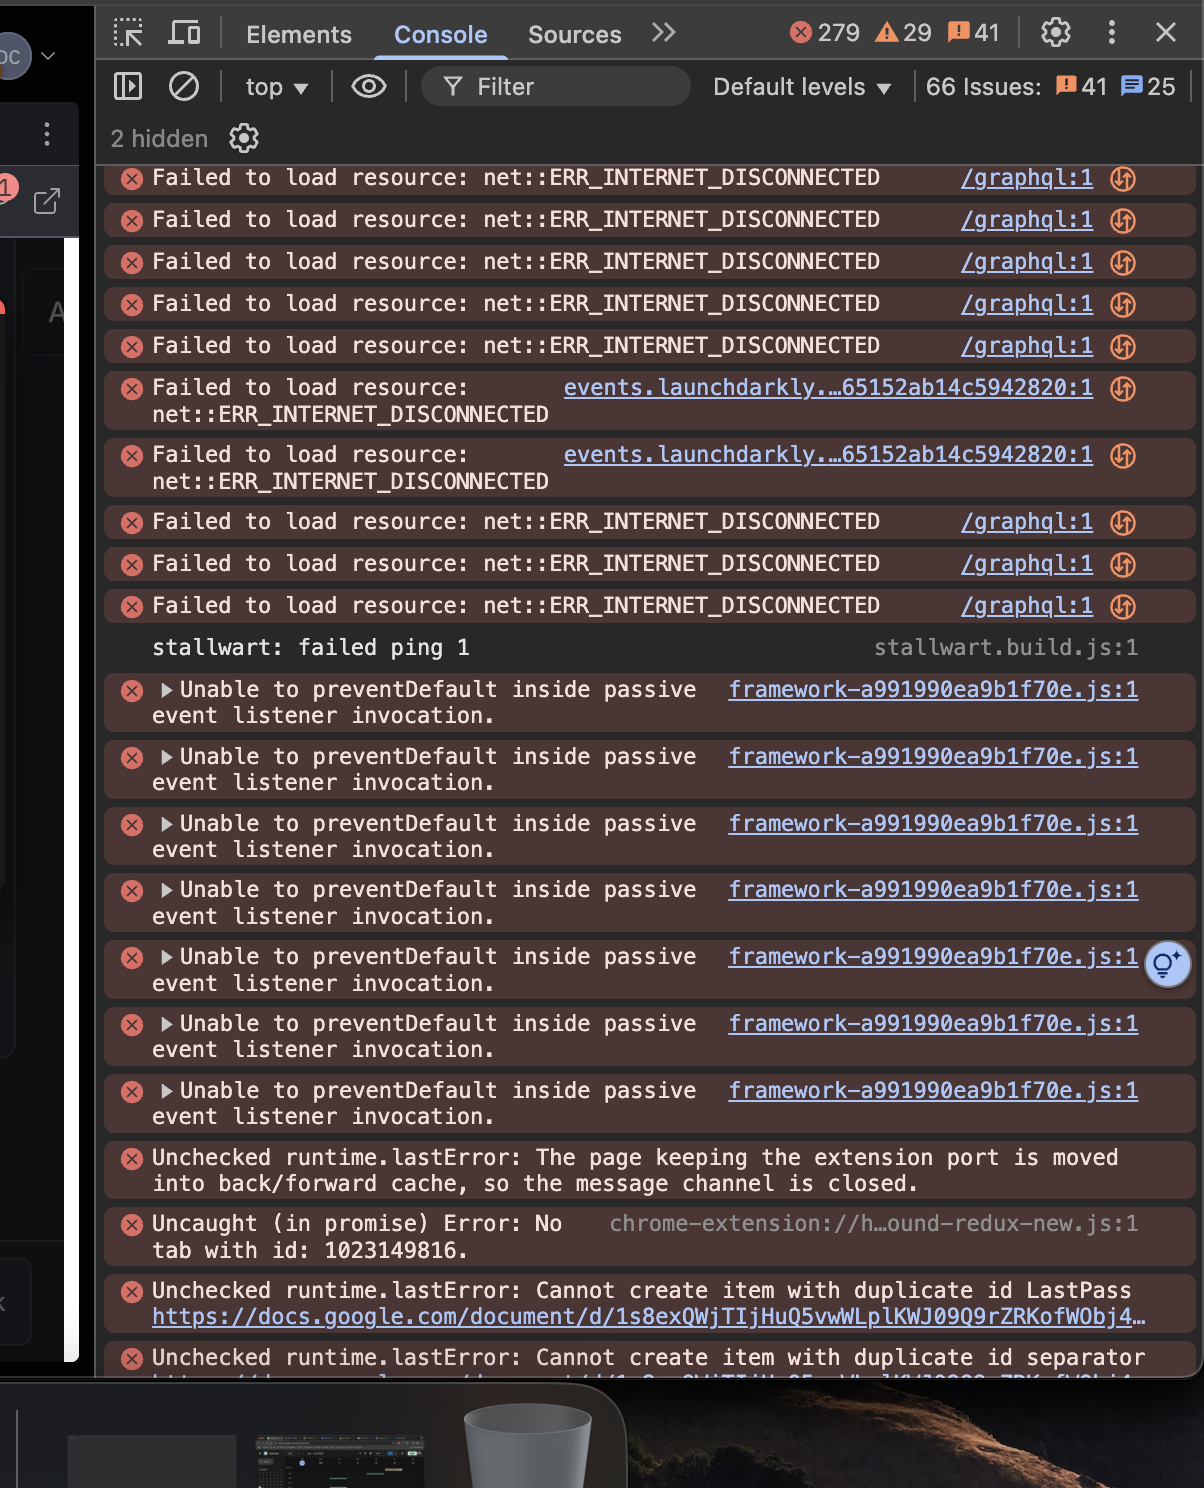 OC
Elements
Console
Sources
279
29
41
top
Filter
Default levels
66 Issues:
41
25
2 hidden
1
A
k
Failed to load resource: net::ERR_INTERNET_DISCONNECTED /graphql:1
Failed to load resource: net::ERR_INTERNET_DISCONNECTED /graphql:1
Failed to load resource: net::ERR_INTERNET_DISCONNECTED /graphql:1
Failed to load resource: net::ERR_INTERNET_DISCONNECTED /graphql:1
Failed to load resource: net::ERR_INTERNET_DISCONNECTED /graphql:1
Failed to load resource: events.launchdarkly.…65152ab14c5942820:1
net::ERR_INTERNET_DISCONNECTED
Failed to load resource: events.launchdarkly.…65152ab14c5942820:1
net::ERR_INTERNET_DISCONNECTED
Failed to load resource: net::ERR_INTERNET_DISCONNECTED /graphql:1
Failed to load resource: net::ERR_INTERNET_DISCONNECTED /graphql:1
Failed to load resource: net::ERR_INTERNET_DISCONNECTED /graphql:1
stallwart: failed ping 1 stallwart.build.js:1
Unable to preventDefault inside passive framework-a991990ea9b1f70e.js:1
event listener invocation.
Unable to preventDefault inside passive framework-a991990ea9b1f70e.js:1
event listener invocation.
Unable to preventDefault inside passive framework-a991990ea9b1f70e.js:1
event listener invocation.
Unable to preventDefault inside passive framework-a991990ea9b1f70e.js:1
event listener invocation.
Unable to preventDefault inside passive framework-a991990ea9b1f70e.js:1
event listener invocation.
Unable to preventDefault inside passive framework-a991990ea9b1f70e.js:1
event listener invocation.
Unable to preventDefault inside passive framework-a991990ea9b1f70e.js:1
event listener invocation.
Unchecked runtime.lastError: The page keeping the extension port is moved
into back/forward cache, so the message channel is closed.
Uncaught (in promise) Error: No chrome-extension://h…ound-redux-new.js:1
tab with id: 1023149816.
Unchecked runtime.lastError: Cannot create item with duplicate id LastPass
https://docs.google.com/document/d/1s8exQWjTIjHuQ5vwWLplKWJ09Q9rZRKofWObj4…
Unchecked runtime.lastError: Cannot create item with duplicate id separator